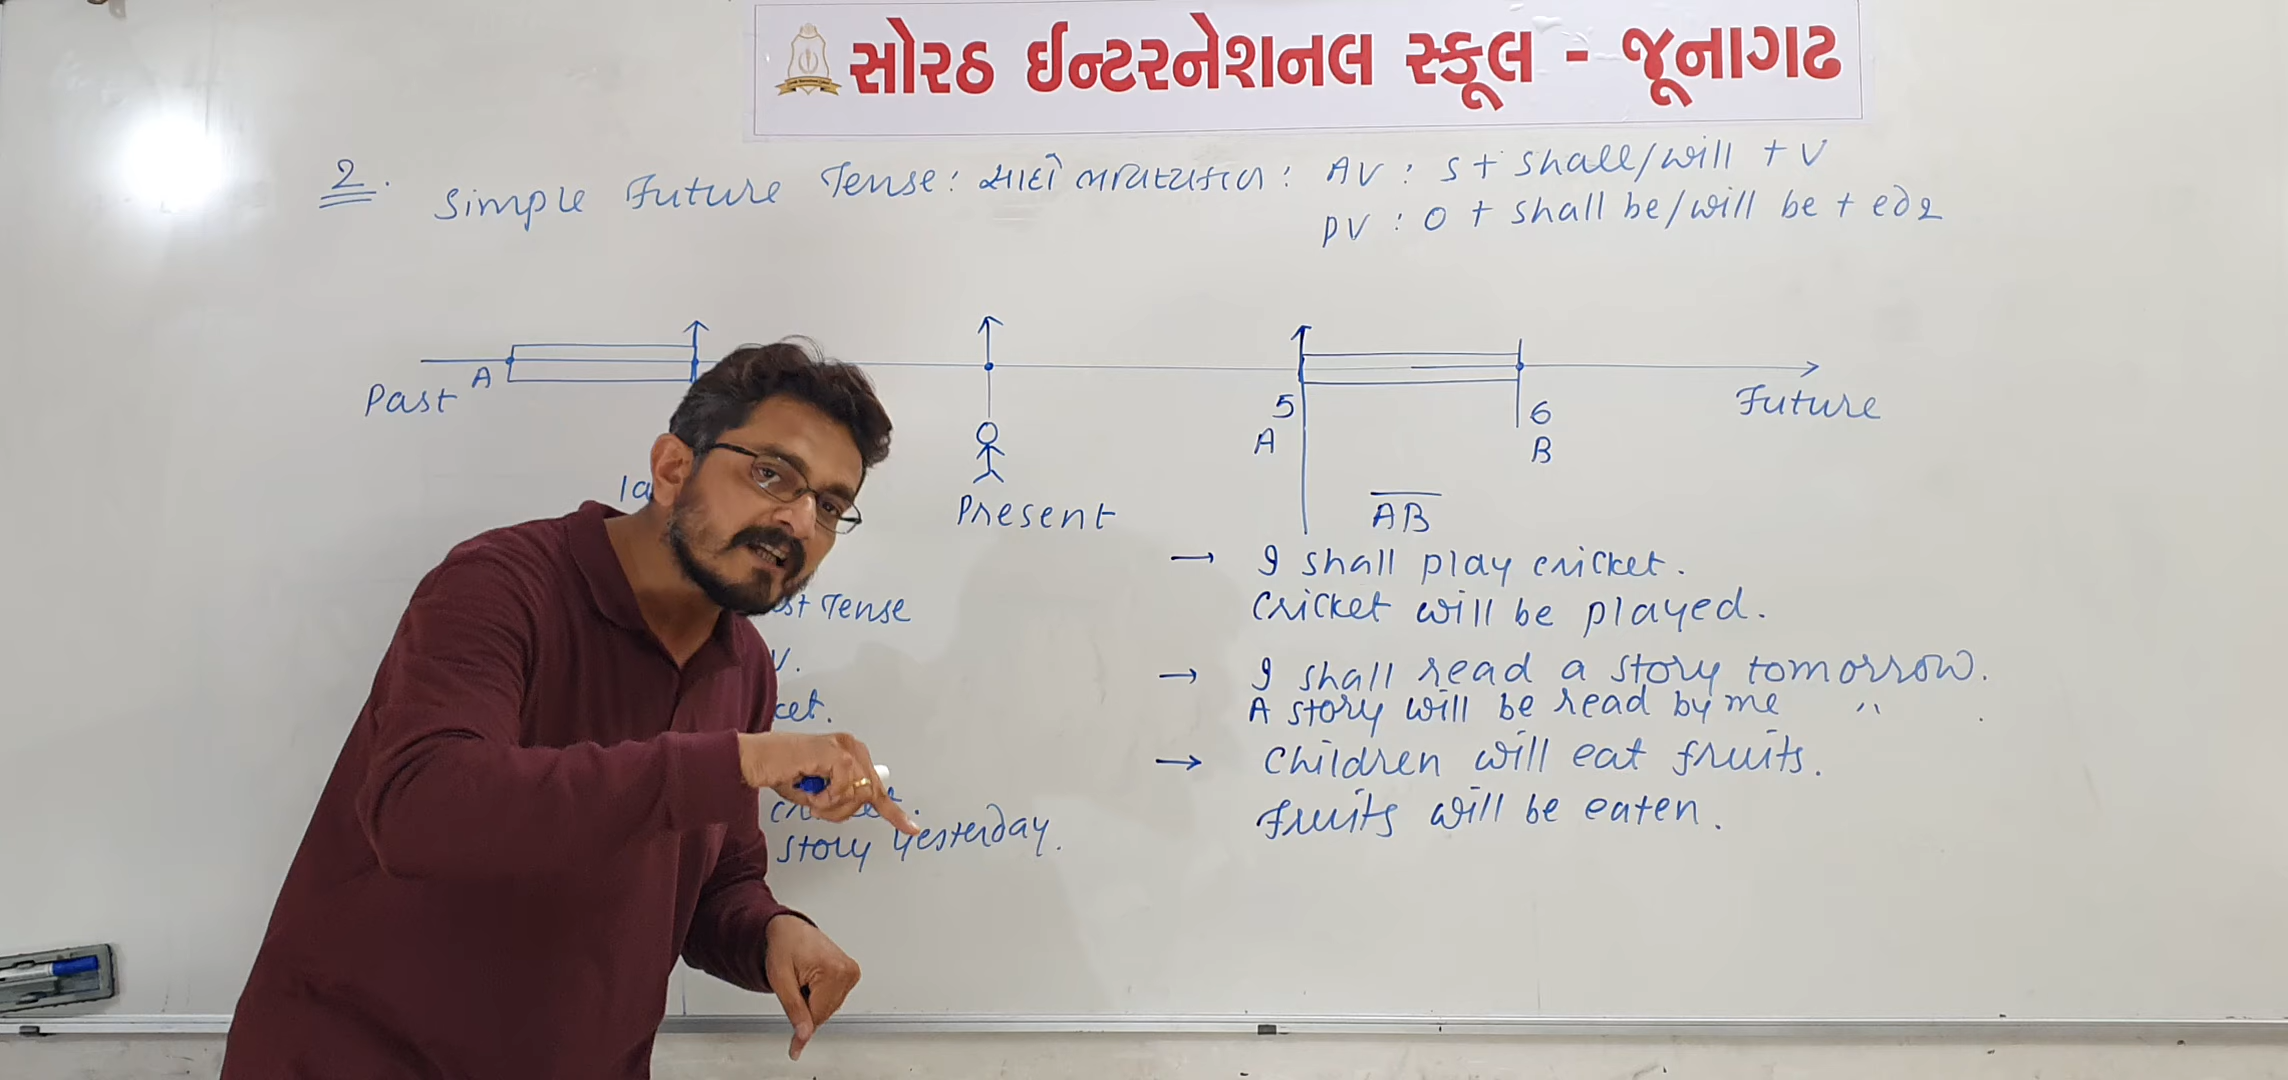 સોરઠ ઈન્ટરનેશનલ સ્કૂલ - જૂનાગઢ
2. Simple Future Tense: સાદો ભવિષ્યકાળ: AV: S + shall/will + V
PV: O + shall be/will be + ed2
Past A
5 6
A B
Future
Present
AB
Tense
V.
→ I shall play cricket.
Cricket will be played.
→ I shall read a story tomorrow.
A story will be read by me " .
→ Children will eat fruits.
Fruits will be eaten.
story yesterday.